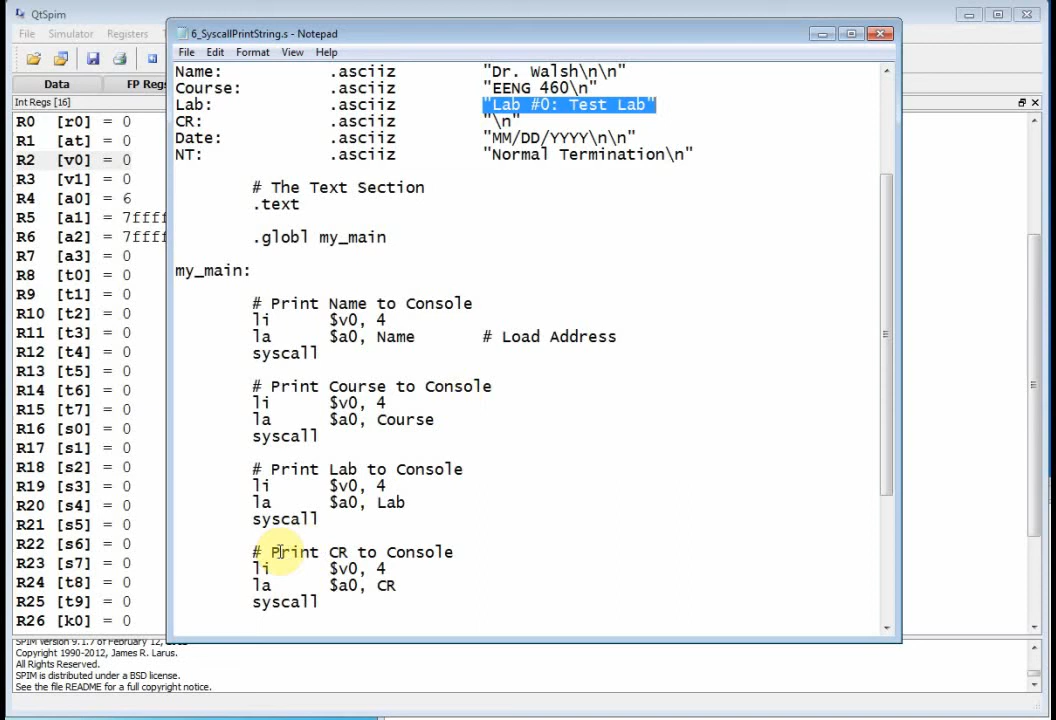 QtSpim
File Simulator Registers
Data FP Regs
Int Regs [16]
R0 [r0] = 0
R1 [at] = 0
R2 [v0] = 0
R3 [v1] = 0
R4 [a0] = 6
R5 [a1] = 7ffff
R6 [a2] = 7ffff
R7 [a3] = 0
R8 [t0] = 0
R9 [t1] = 0
R10 [t2] = 0
R11 [t3] = 0
R12 [t4] = 0
R13 [t5] = 0
R14 [t6] = 0
R15 [t7] = 0
R16 [s0] = 0
R17 [s1] = 0
R18 [s2] = 0
R19 [s3] = 0
R20 [s4] = 0
R21 [s5] = 0
R22 [s6] = 0
R23 [s7] = 0
R24 [t8] = 0
R25 [t9] = 0
R26 [k0] = 0
6_SyscallPrintString.s - Notepad
File Edit Format View Help
Name: .asciiz "Dr. Walsh\n\n"
Course: .asciiz "EENG 460\n"
Lab: .asciiz "Lab #0: Test Lab"
CR: .asciiz "\n"
Date: .asciiz "MM/DD/YYYY\n\n"
NT: .asciiz "Normal Termination\n"
# The Text Section
.text
.globl my_main
my_main:
# Print Name to Console
li $v0, 4
la $a0, Name # Load Address
syscall
# Print Course to Console
li $v0, 4
la $a0, Course
syscall
# Print Lab to Console
li $v0, 4
la $a0, Lab
syscall
# Print CR to Console
li $v0, 4
la $a0, CR
syscall
SPIM Version 9.1.7 of February 12,
Copyright 1990-2012, James R. Larus.
All Rights Reserved.
SPIM is distributed under a BSD license.
See the file README for a full copyright notice.